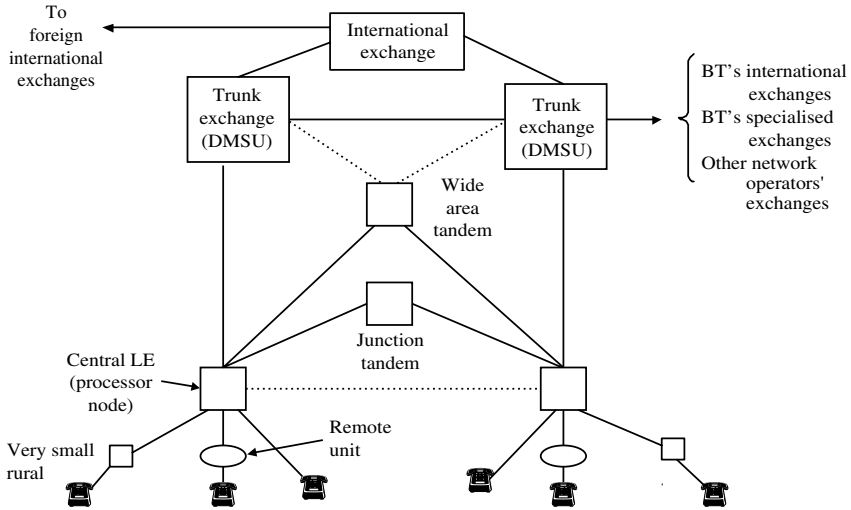 To
foreign
international
exchanges
International
exchange
Trunk
exchange
(DMSU)
Trunk
exchange
(DMSU)
BT's international
exchanges
BT's specialised
exchanges
Other network
operators'
exchanges
Wide
area
tandem
Junction
tandem
Central LE
(processor
node)
Very small
rural
Remote
unit